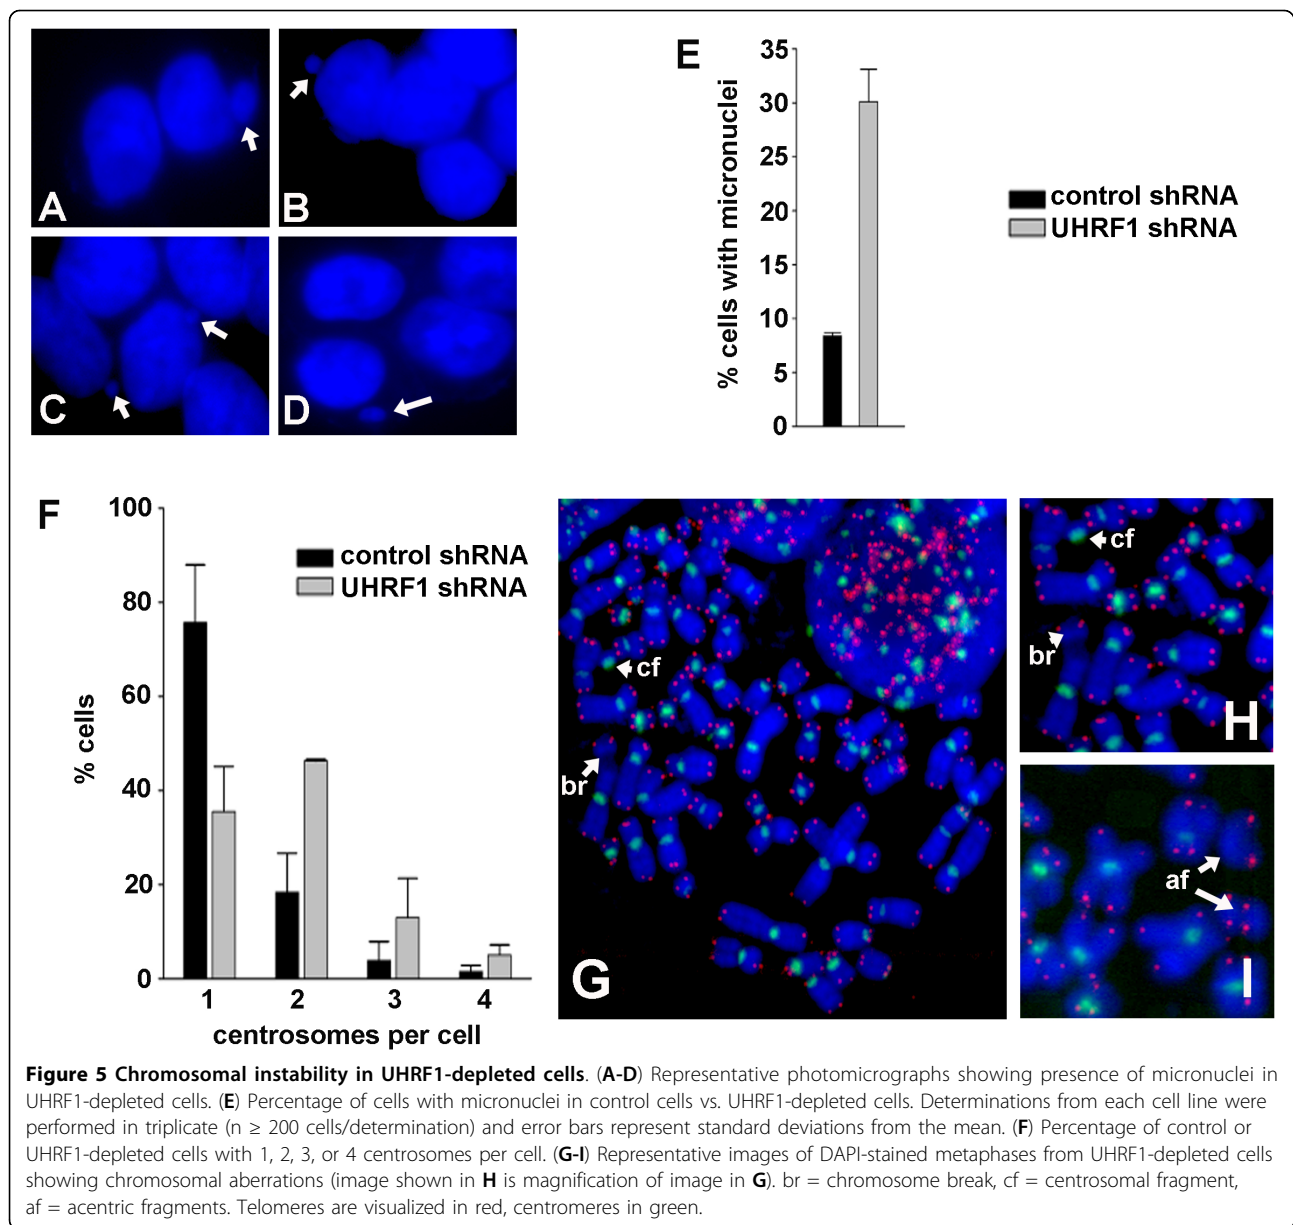 A
B
C
D
E
35
30
25
20
15
10
5
0
% cells with micronuclei
control shRNA
UHRF1 shRNA
F
100
80
60
40
20
0
% cells
control shRNA
UHRF1 shRNA
1 2 3 4
centrosomes per cell
cf
br
G
cf
br
H
af
I
Figure 5 Chromosomal instability in UHRF1-depleted cells. (A-D) Representative photomicrographs showing presence of micronuclei in
UHRF1-depleted cells. (E) Percentage of cells with micronuclei in control cells vs. UHRF1-depleted cells. Determinations from each cell line were
performed in triplicate (n ≥ 200 cells/determination) and error bars represent standard deviations from the mean. (F) Percentage of control or
UHRF1-depleted cells with 1, 2, 3, or 4 centrosomes per cell. (G-I) Representative images of DAPI-stained metaphases from UHRF1-depleted cells
showing chromosomal aberrations (image shown in H is magnification of image in G). br = chromosome break, cf = centrosomal fragment,
af = acentric fragments. Telomeres are visualized in red, centromeres in green.